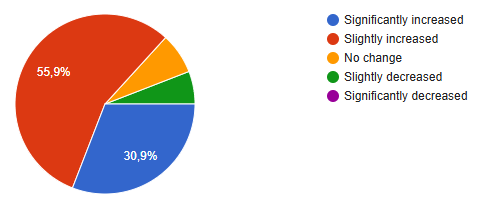 55,9%
30,9%
Significantly increased
Slightly increased
No change
Slightly decreased
Significantly decreased